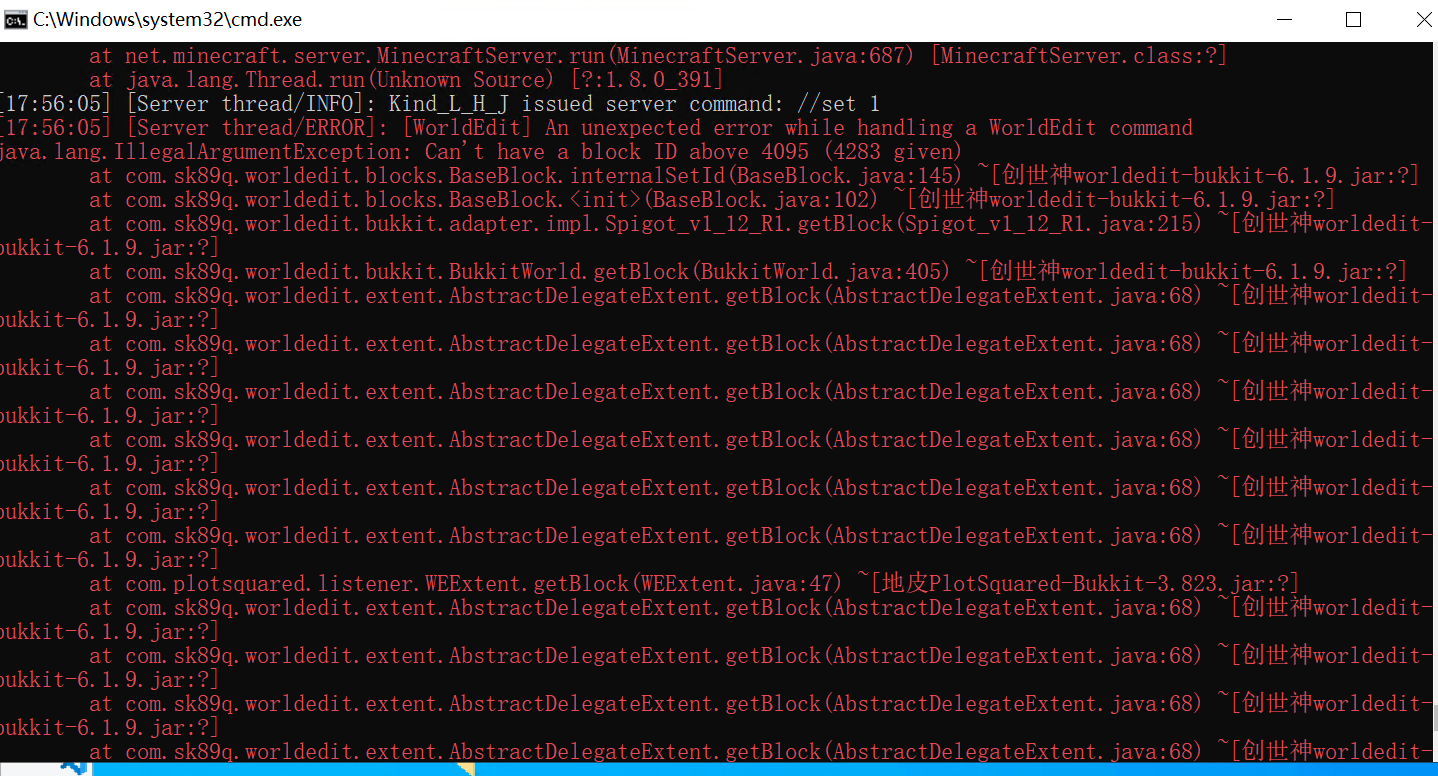 C:\Windows\system32\cmd.exe
at net.minecraft.server.MinecraftServer.run(MinecraftServer.java:687) [MinecraftServer.class:?]
at java.lang.Thread.run(Unknown Source) [?:1.8.0_391]
[17:56:05] [Server thread/INFO]: Kind_L_H_J issued server command: //set 1
[17:56:05] [Server thread/ERROR]: [WorldEdit] An unexpected error while handling a WorldEdit command
java.lang.IllegalArgumentException: Can't have a block ID above 4095 (4283 given)
at com.sk89q.worldedit.blocks.BaseBlock.internalSetId(BaseBlock.java:145) ~[创世神worldedit-bukkit-6.1.9.jar:?]
at com.sk89q.worldedit.blocks.BaseBlock.<init>(BaseBlock.java:102) ~[创世神worldedit-bukkit-6.1.9.jar:?]
at com.sk89q.worldedit.bukkit.adapter.impl.Spigot_v1_12_R1.getBlock(Spigot_v1_12_R1.java:215) ~[创世神worldedit-
bukkit-6.1.9.jar:?]
at com.sk89q.worldedit.bukkit.BukkitWorld.getBlock(BukkitWorld.java:405) ~[创世神worldedit-bukkit-6.1.9.jar:?]
at com.sk89q.worldedit.extent.AbstractDelegateExtent.getBlock(AbstractDelegateExtent.java:68) ~[创世神worldedit-
bukkit-6.1.9.jar:?]
at com.sk89q.worldedit.extent.AbstractDelegateExtent.getBlock(AbstractDelegateExtent.java:68) ~[创世神worldedit-
bukkit-6.1.9.jar:?]
at com.sk89q.worldedit.extent.AbstractDelegateExtent.getBlock(AbstractDelegateExtent.java:68) ~[创世神worldedit-
bukkit-6.1.9.jar:?]
at com.sk89q.worldedit.extent.AbstractDelegateExtent.getBlock(AbstractDelegateExtent.java:68) ~[创世神worldedit-
bukkit-6.1.9.jar:?]
at com.sk89q.worldedit.extent.AbstractDelegateExtent.getBlock(AbstractDelegateExtent.java:68) ~[创世神worldedit-
bukkit-6.1.9.jar:?]
at com.sk89q.worldedit.extent.AbstractDelegateExtent.getBlock(AbstractDelegateExtent.java:68) ~[创世神worldedit-
bukkit-6.1.9.jar:?]
at com.plotsquared.listener.WEExtent.getBlock(WEExtent.java:47) ~[地皮PlotSquared-Bukkit-3.823.jar:?]
at com.sk89q.worldedit.extent.AbstractDelegateExtent.getBlock(AbstractDelegateExtent.java:68) ~[创世神worldedit-
bukkit-6.1.9.jar:?]
at com.sk89q.worldedit.extent.AbstractDelegateExtent.getBlock(AbstractDelegateExtent.java:68) ~[创世神worldedit-
bukkit-6.1.9.jar:?]
at com.sk89q.worldedit.extent.AbstractDelegateExtent.getBlock(AbstractDelegateExtent.java:68) ~[创世神worldedit-
bukkit-6.1.9.jar:?]
at com.sk89q.worldedit.extent.AbstractDelegateExtent.getBlock(AbstractDelegateExtent.java:68) ~[创世神worldedit-